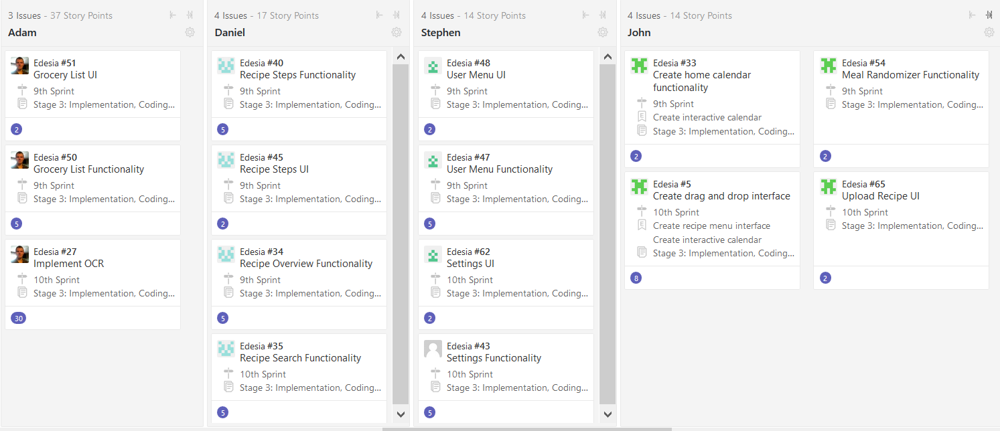 3 Issues - 37 Story Points
Adam
Edesia #51
Grocery List UI
9th Sprint
Stage 3: Implementation, Coding...
2
Edesia #50
Grocery List Functionality
9th Sprint
Stage 3: Implementation, Coding...
5
Edesia #27
Implement OCR
10th Sprint
Stage 3: Implementation, Coding...
30
4 Issues - 17 Story Points
Daniel
Edesia #40
Recipe Steps Functionality
9th Sprint
Stage 3: Implementation, Coding...
5
Edesia #45
Recipe Steps UI
9th Sprint
Stage 3: Implementation, Coding...
2
Edesia #34
Recipe Overview Functionality
9th Sprint
Stage 3: Implementation, Coding...
5
Edesia #35
Recipe Search Functionality
10th Sprint
Stage 3: Implementation, Coding...
5
4 Issues - 14 Story Points
Stephen
Edesia #48
User Menu UI
9th Sprint
Stage 3: Implementation, Coding...
2
Edesia #47
User Menu Functionality
9th Sprint
Stage 3: Implementation, Coding...
5
Edesia #62
Settings UI
10th Sprint
Stage 3: Implementation, Coding...
2
Edesia #43
Settings Functionality
10th Sprint
Stage 3: Implementation, Coding...
5
4 Issues - 14 Story Points
John
Edesia #33
Create home calendar
functionality
9th Sprint
E
Create interactive calendar
Stage 3: Implementation, Coding...
2
Edesia #54
Meal Randomizer Functionality
9th Sprint
Stage 3: Implementation, Coding...
2
Edesia #5
Create drag and drop interface
10th Sprint
E
Create recipe menu interface
Create interactive calendar
Stage 3: Implementation, Coding...
8
Edesia #65
Upload Recipe UI
10th Sprint
Stage 3: Implementation, Coding...
2